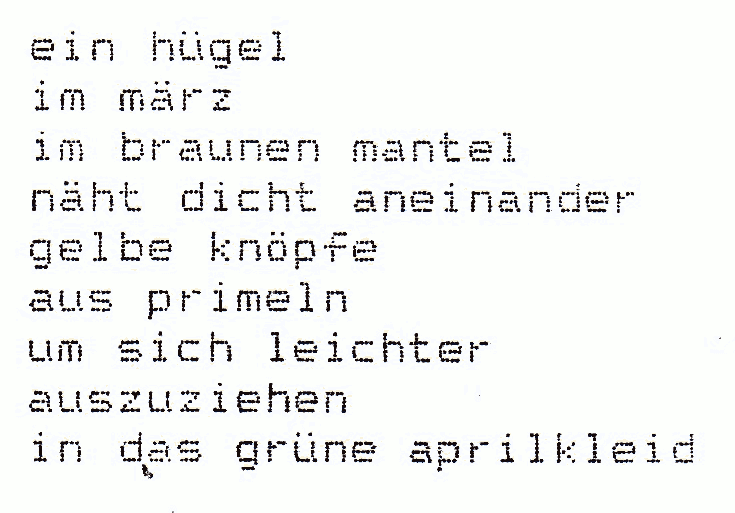 ein hügel
im märz
im braunen mantel
näht dicht aneinander
gelbe knöpfe
aus primeln
um sich leichter
auszuziehen
in das grüne aprilkleid